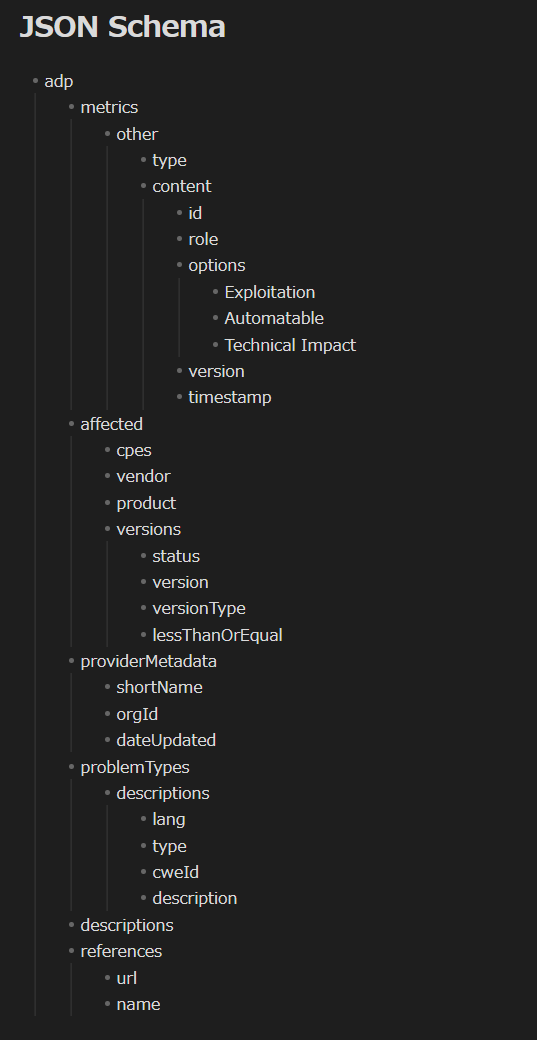 JSON Schema
adp
metrics
other
type
content
id
role
options
Exploitation
Automatable
Technical Impact
version
timestamp
affected
cpes
vendor
product
versions
status
version
versionType
lessThanOrEqual
providerMetadata
shortName
orgId
dateUpdated
problemTypes
descriptions
lang
type
cweId
description
descriptions
references
url
name